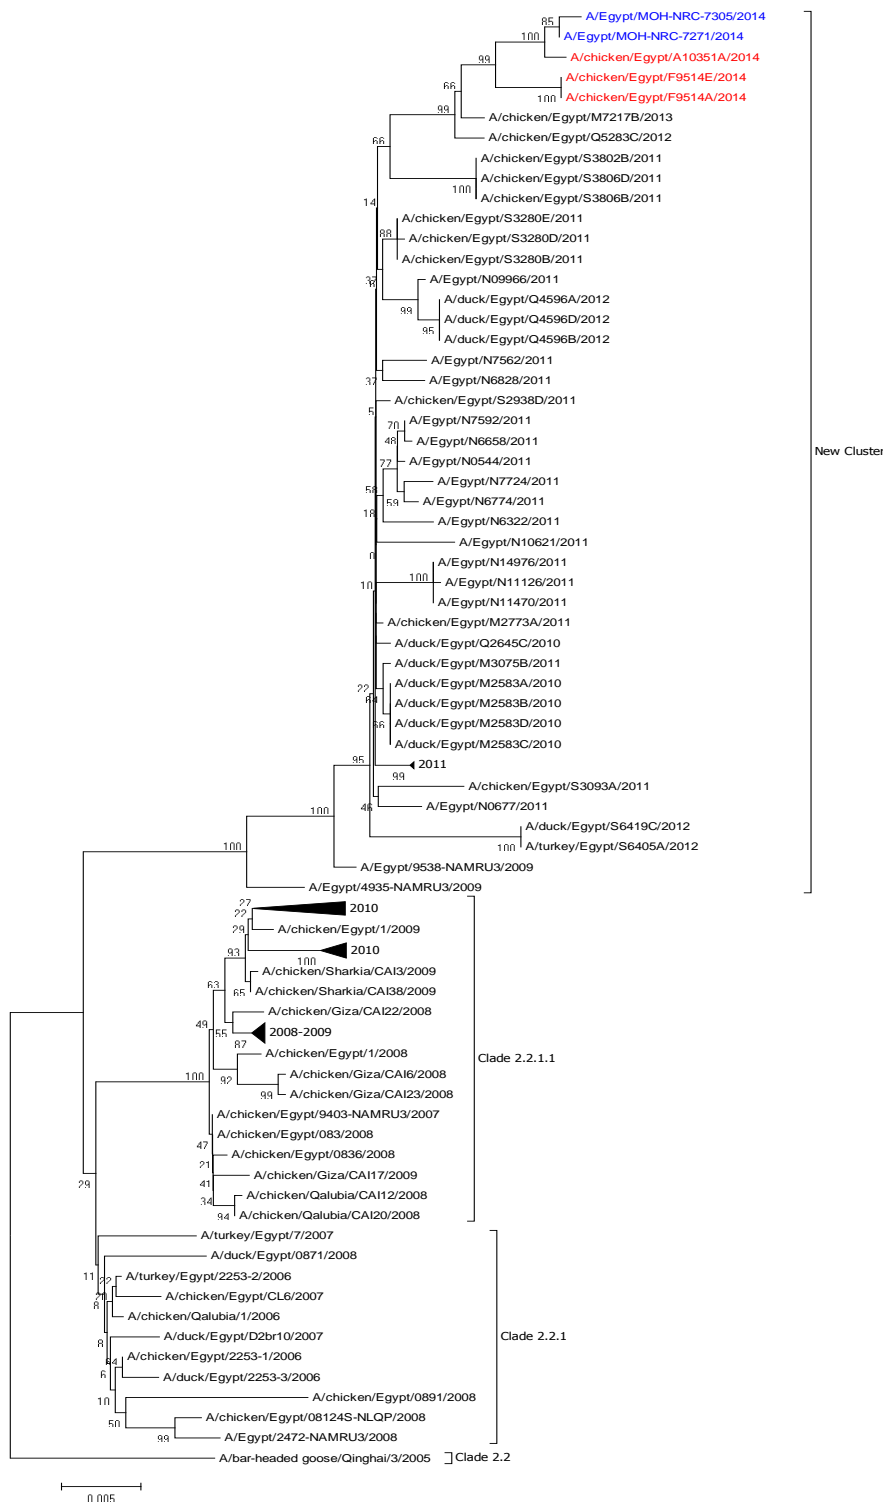 A/Egypt/MOH-NRC-7305/2014
85
A/Egypt/MOH-NRC-7271/2014
100
A/chicken/Egypt/A10351A/2014
99
A/chicken/Egypt/F9514E/2014
66
A/chicken/Egypt/F9514A/2014
100
99
A/chicken/Egypt/M7217B/2013
A/chicken/Egypt/Q5283C/2012
66
A/chicken/Egypt/S3802B/2011
A/chicken/Egypt/S3806D/2011
100
A/chicken/Egypt/S3806B/2011
14
A/chicken/Egypt/S3280E/2011
88
A/chicken/Egypt/S3280D/2011
A/chicken/Egypt/S3280B/2011
A/Egypt/N09966/2011
A/duck/Egypt/Q4596A/2012
99
A/duck/Egypt/Q4596D/2012
95
A/duck/Egypt/Q4596B/2012
A/Egypt/N7562/2011
37
A/Egypt/N6828/2011
A/chicken/Egypt/S2938D/2011
5
A/Egypt/N7592/2011
70
48
A/Egypt/N6658/2011
77
A/Egypt/N0544/2011
A/Egypt/N7724/2011
58
59
A/Egypt/N6774/2011
18
A/Egypt/N6322/2011
A/Egypt/N10621/2011
0
A/Egypt/N14976/2011
100
A/Egypt/N11126/2011
10
A/Egypt/N11470/2011
A/chicken/Egypt/M2773A/2011
A/duck/Egypt/Q2645C/2010
A/duck/Egypt/M3075B/2011
22
A/duck/Egypt/M2583A/2010
64
A/duck/Egypt/M2583B/2010
66
A/duck/Egypt/M2583D/2010
A/duck/Egypt/M2583C/2010
95
2011
99
A/chicken/Egypt/S3093A/2011
46
A/Egypt/N0677/2011
100
A/duck/Egypt/S6419C/2012
100
A/turkey/Egypt/S6405A/2012
100
A/Egypt/9538-NAMRU3/2009
A/Egypt/4935-NAMRU3/2009
New Cluster
27
2010
22
29
A/chicken/Egypt/1/2009
93
2010
100
A/chicken/Sharkia/CAI3/2009
63
65
A/chicken/Sharkia/CAI38/2009
A/chicken/Giza/CAI22/2008
49
55
2008-2009
87
A/chicken/Egypt/1/2008
100
92
A/chicken/Giza/CAI6/2008
99
A/chicken/Giza/CAI23/2008
A/chicken/Egypt/9403-NAMRU3/2007
A/chicken/Egypt/083/2008
47
A/chicken/Egypt/0836/2008
21
A/chicken/Giza/CAI17/2009
41
A/chicken/Qalubia/CAI12/2008
34
94
A/chicken/Qalubia/CAI20/2008
Clade 2.2.1.1
29
A/turkey/Egypt/7/2007
A/duck/Egypt/0871/2008
11
22
A/turkey/Egypt/2253-2/2006
A/chicken/Egypt/CL6/2007
8
A/chicken/Qalubia/1/2006
A/duck/Egypt/D2br10/2007
8
A/chicken/Egypt/2253-1/2006
64
6
A/duck/Egypt/2253-3/2006
10
A/chicken/Egypt/0891/2008
50
A/chicken/Egypt/08124S-NLQP/2008
99
A/Egypt/2472-NAMRU3/2008
Clade 2.2.1
A/bar-headed goose/Qinghai/3/2005
Clade 2.2
0.005